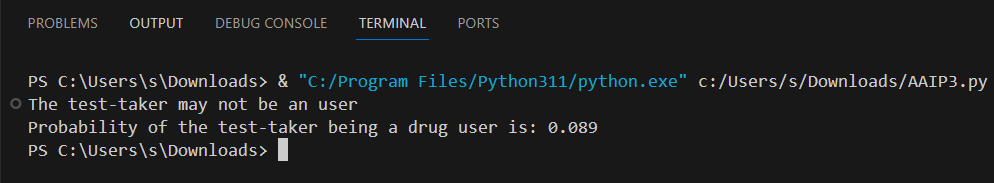 PROBLEMS OUTPUT DEBUG CONSOLE TERMINAL PORTS
PS C:\Users\s\Downloads> & "C:/Program Files/Python311/python.exe" c:/Users/s/Downloads/AAIP3.py
The test-taker may not be an user
Probability of the test-taker being a drug user is: 0.089
PS C:\Users\s\Downloads>